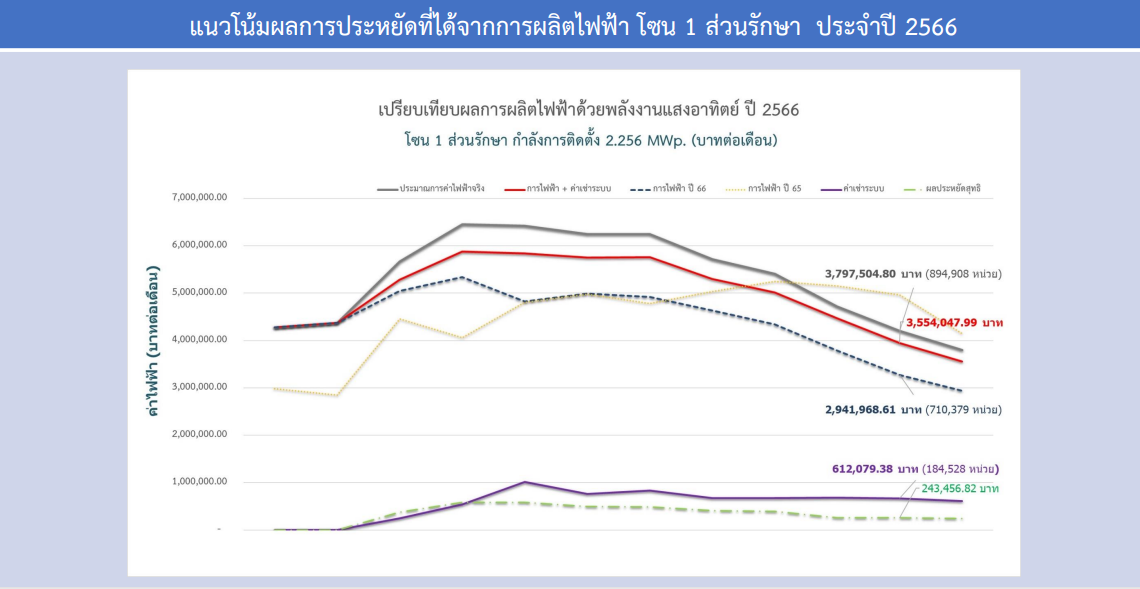 แนวโน้มผลการประหยัดที่ได้จากการผลิตไฟฟ้า โซน 1 ส่วนรักษา ประจำปี 2566
เปรียบเทียบผลการผลิตไฟฟ้าด้วยพลังงานแสงอาทิตย์ ปี 2566
โซน 1 ส่วนรักษา กำลังการติดตั้ง 2.256 MWp. (บาทต่อเดือน)
ประมาณการค่าไฟฟ้าจริง การไฟฟ้า + ค่าเช่าระบบ การไฟฟ้า ปี 66 การไฟฟ้า ปี 65 ค่าเช่าระบบ ผลประหยัดสุทธิ
ค่าไฟฟ้า (บาทต่อเดือน)
7,000,000.00
6,000,000.00
5,000,000.00
4,000,000.00
3,000,000.00
2,000,000.00
1,000,000.00
-
3,797,504.80 บาท (894,908 หน่วย)
3,554,047.99 บาท
2,941,968.61 บาท (710,379 หน่วย)
612,079.38 บาท (184,528 หน่วย)
243,456.82 บาท